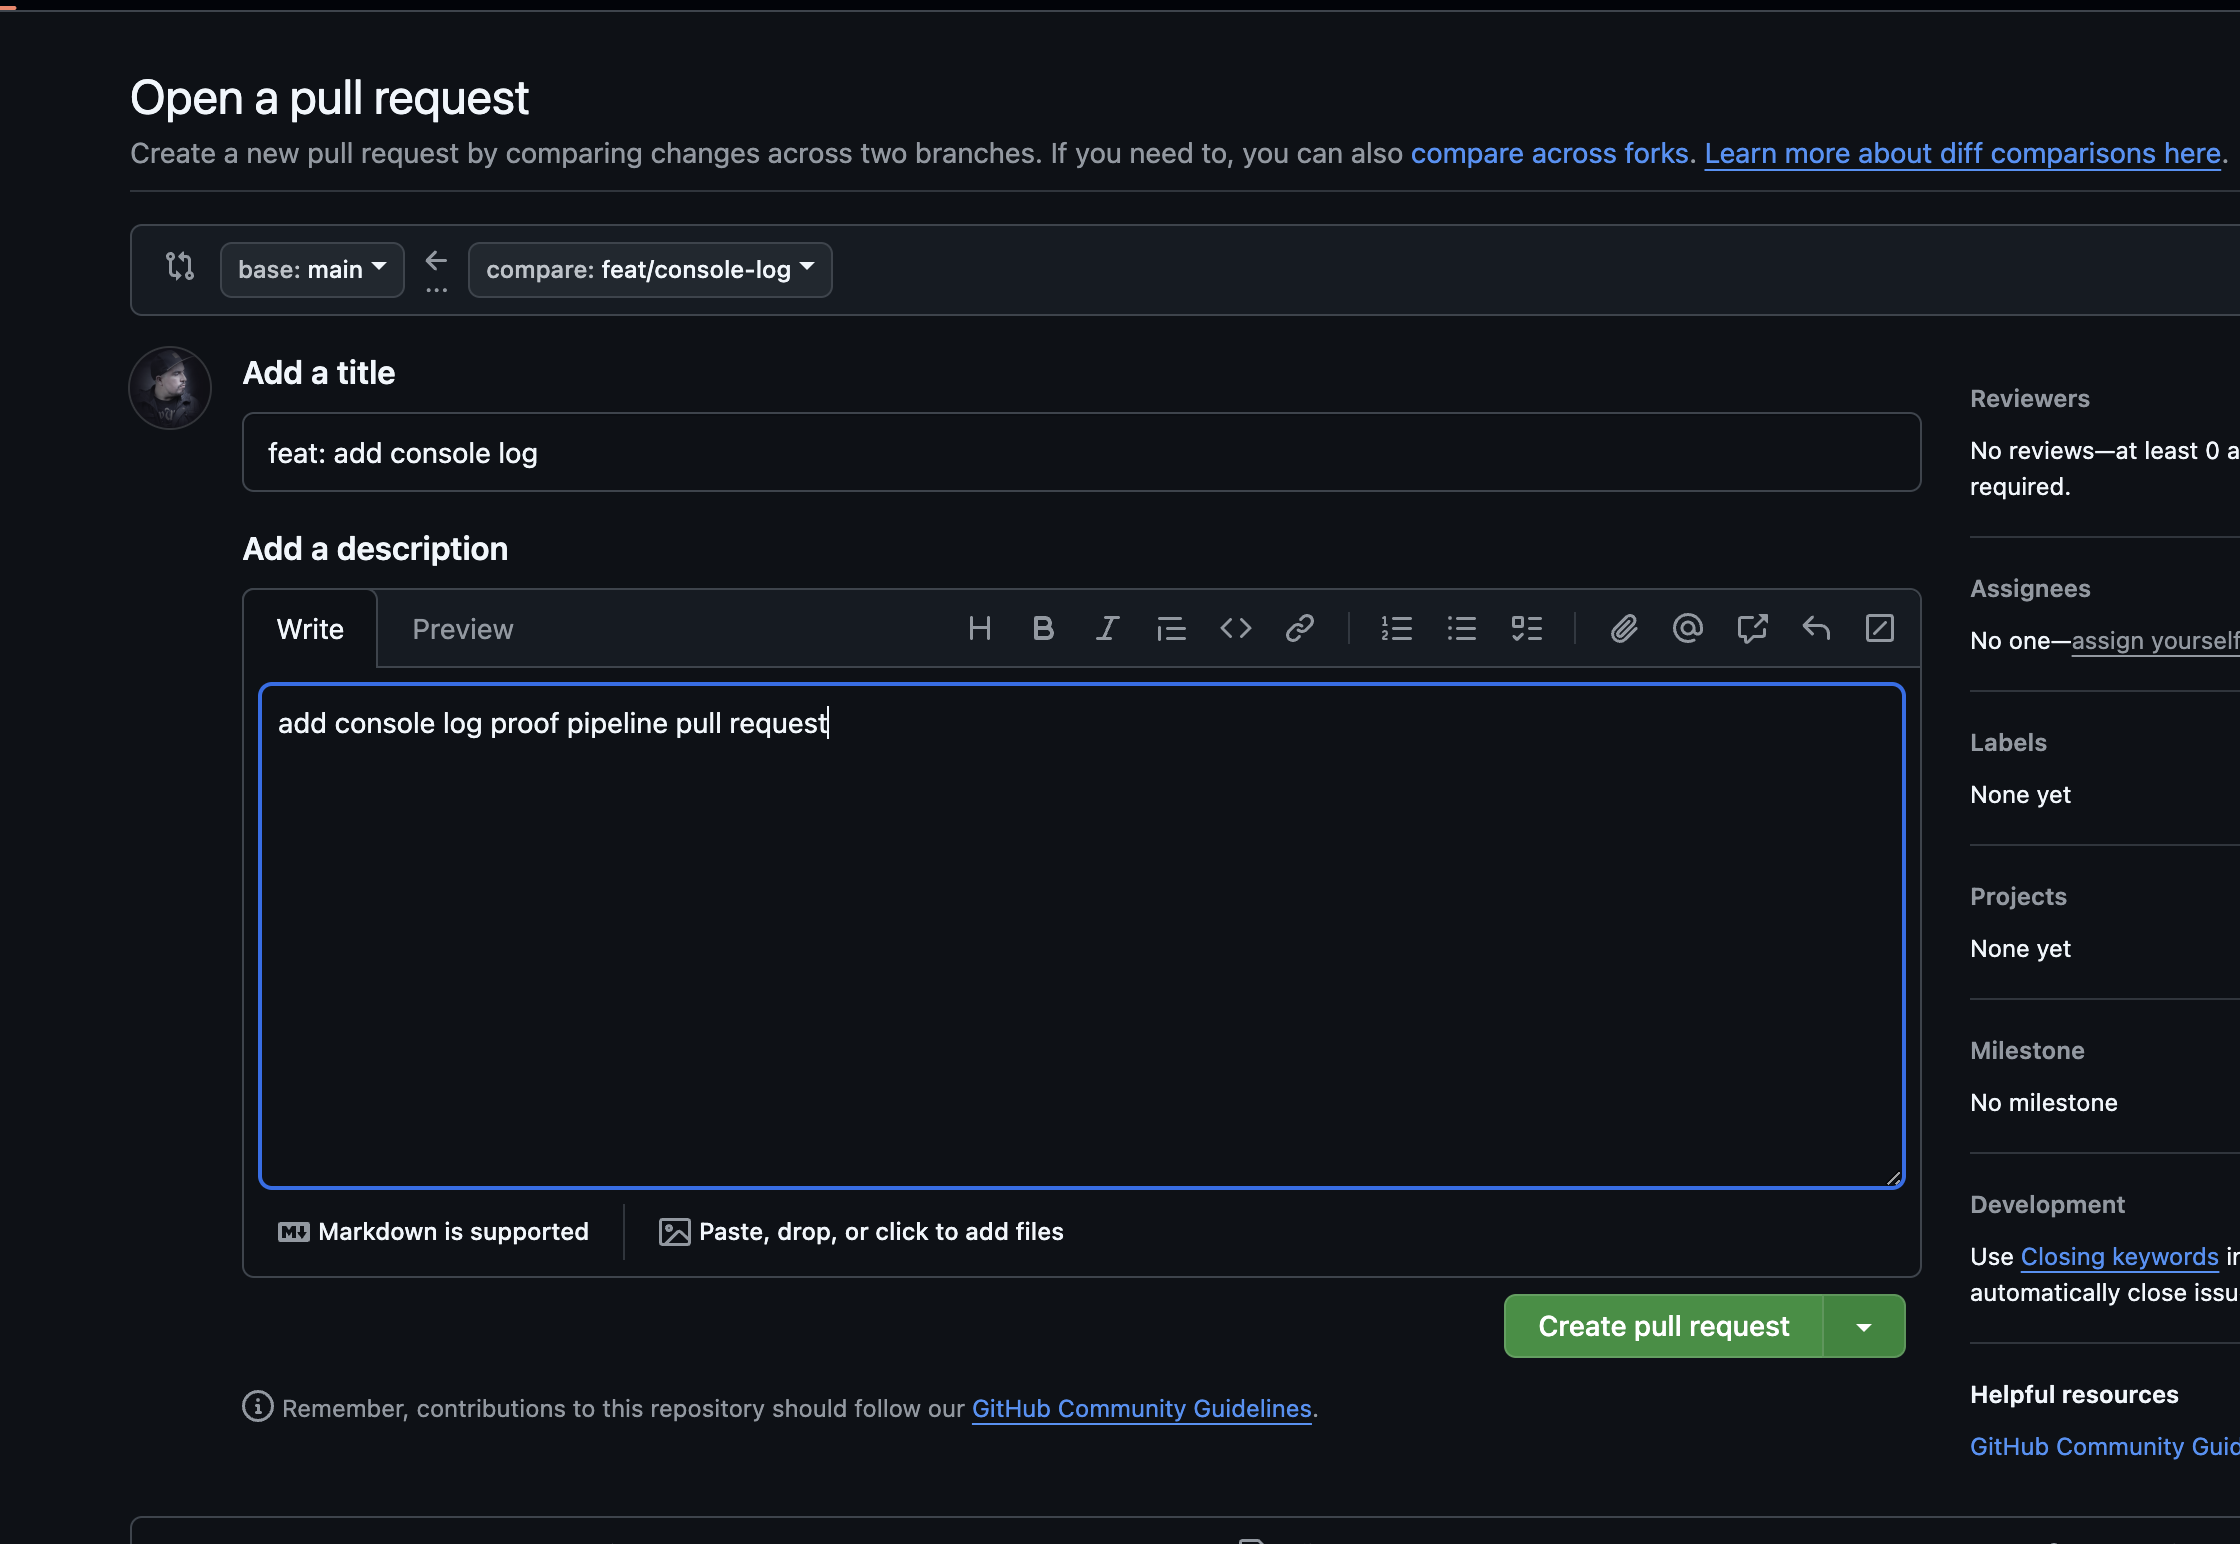 Open a pull request
Create a new pull request by comparing changes across two branches. If you need to, you can also compare across forks. Learn more about diff comparisons here.
base: main
compare: feat/console-log
Add a title
feat: add console log
Add a description
Write
Preview
add console log proof pipeline pull request
Markdown is supported
Paste, drop, or click to add files
Create pull request
Remember, contributions to this repository should follow our GitHub Community Guidelines.
Reviewers
No reviews—at least 0 a
required.
Assignees
No one—assign yourself
Labels
None yet
Projects
None yet
Milestone
No milestone
Development
Use Closing keywords in
automatically close issu
Helpful resources
GitHub Community Guid